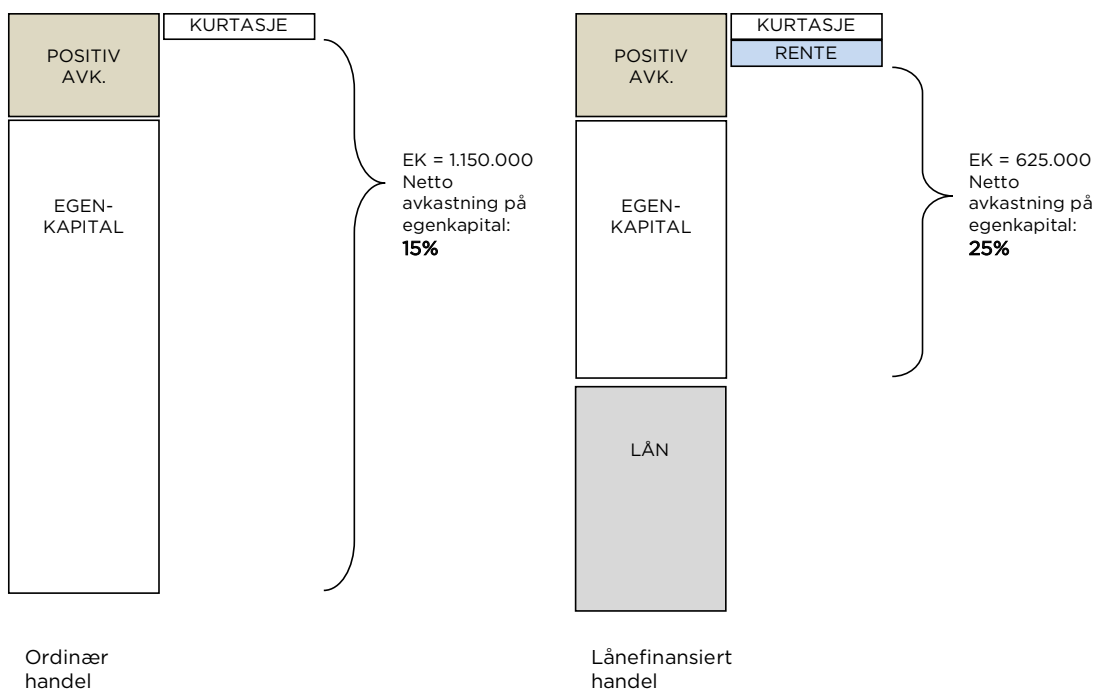 POSITIV
AVK.
KURTASJE
EGEN-
KAPITAL
EK = 1.150.000
Netto
avkastning på
egenkapital:
15%
Ordinær
handel
POSITIV
AVK.
KURTASJE
RENTE
EGEN-
KAPITAL
LÅN
EK = 625.000
Netto
avkastning på
egenkapital:
25%
Lånefinansiert
handel